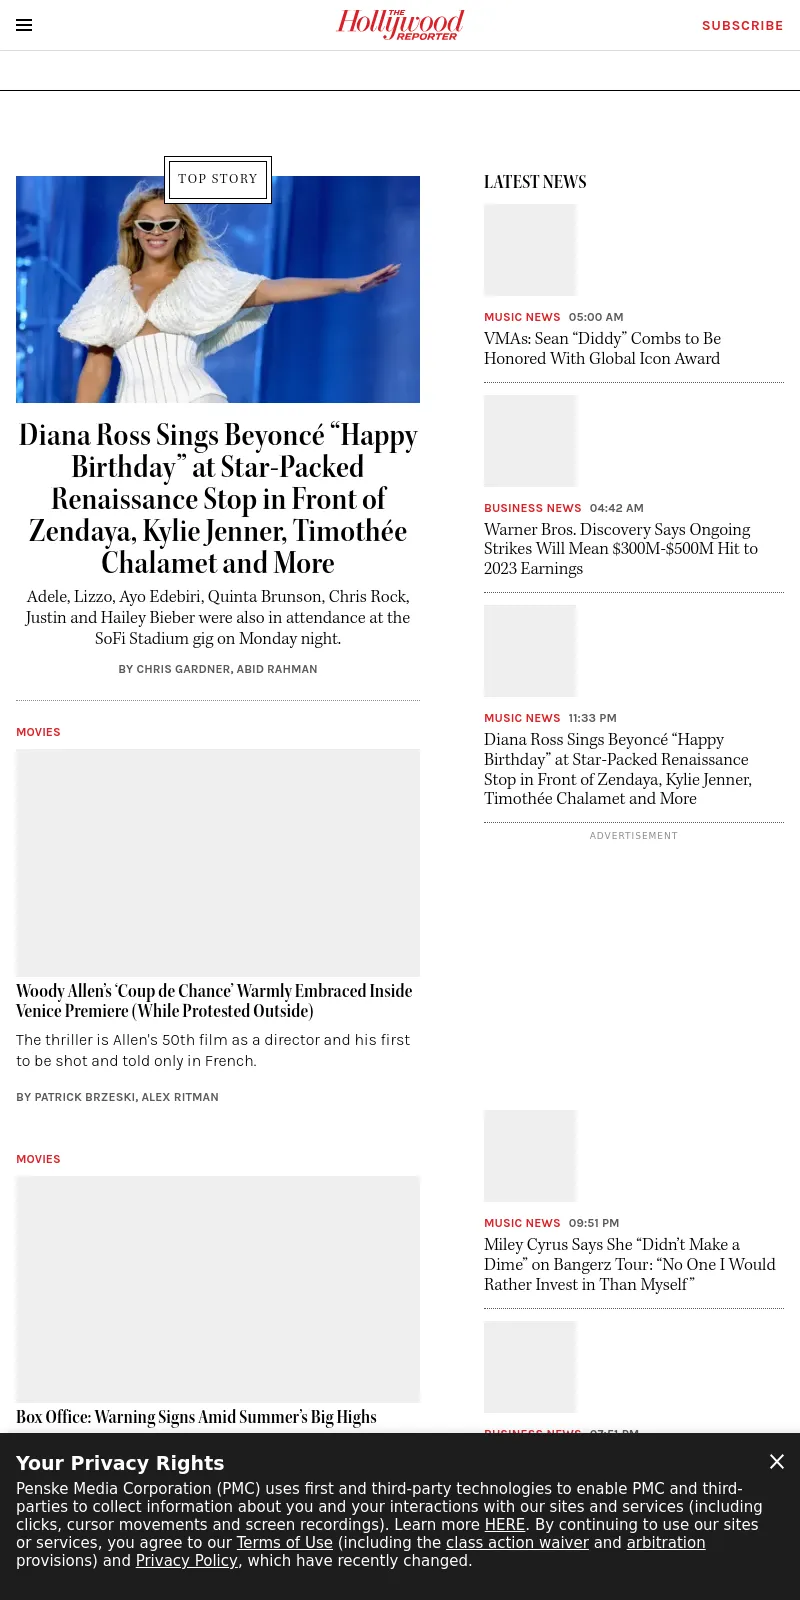 THE
Hollywood
REPORTER
SUBSCRIBE
TOP STORY
Diana Ross Sings Beyoncé “Happy
Birthday” at Star-Packed
Renaissance Stop in Front of
Zendaya, Kylie Jenner, Timothée
Chalamet and More
Adele, Lizzo, Ayo Edebiri, Quinta Brunson, Chris Rock,
Justin and Hailey Bieber were also in attendance at the
SoFi Stadium gig on Monday night.
BY CHRIS GARDNER, ABID RAHMAN
MOVIES
Woody Allen’s ‘Coup de Chance’ Warmly Embraced Inside
Venice Premiere (While Protested Outside)
The thriller is Allen's 50th film as a director and his first
to be shot and told only in French.
BY PATRICK BRZESKI, ALEX RITMAN
MOVIES
Box Office: Warning Signs Amid Summer’s Big Highs
LATEST NEWS
MUSIC NEWS 05:00 AM
VMAs: Sean “Diddy” Combs to Be
Honored With Global Icon Award
BUSINESS NEWS 04:42 AM
Warner Bros. Discovery Says Ongoing
Strikes Will Mean $300M-$500M Hit to
2023 Earnings
MUSIC NEWS 11:33 PM
Diana Ross Sings Beyoncé “Happy
Birthday” at Star-Packed Renaissance
Stop in Front of Zendaya, Kylie Jenner,
Timothée Chalamet and More
ADVERTISEMENT
MUSIC NEWS 09:51 PM
Miley Cyrus Says She “Didn’t Make a
Dime” on Bangerz Tour: “No One I Would
Rather Invest in Than Myself”
BUSINESS NEWS 07:51 PM
Your Privacy Rights
Penske Media Corporation (PMC) uses first and third-party technologies to enable PMC and third-
parties to collect information about you and your interactions with our sites and services (including
clicks, cursor movements and screen recordings). Learn more HERE. By continuing to use our sites
or services, you agree to our Terms of Use (including the class action waiver and arbitration
provisions) and Privacy Policy, which have recently changed.